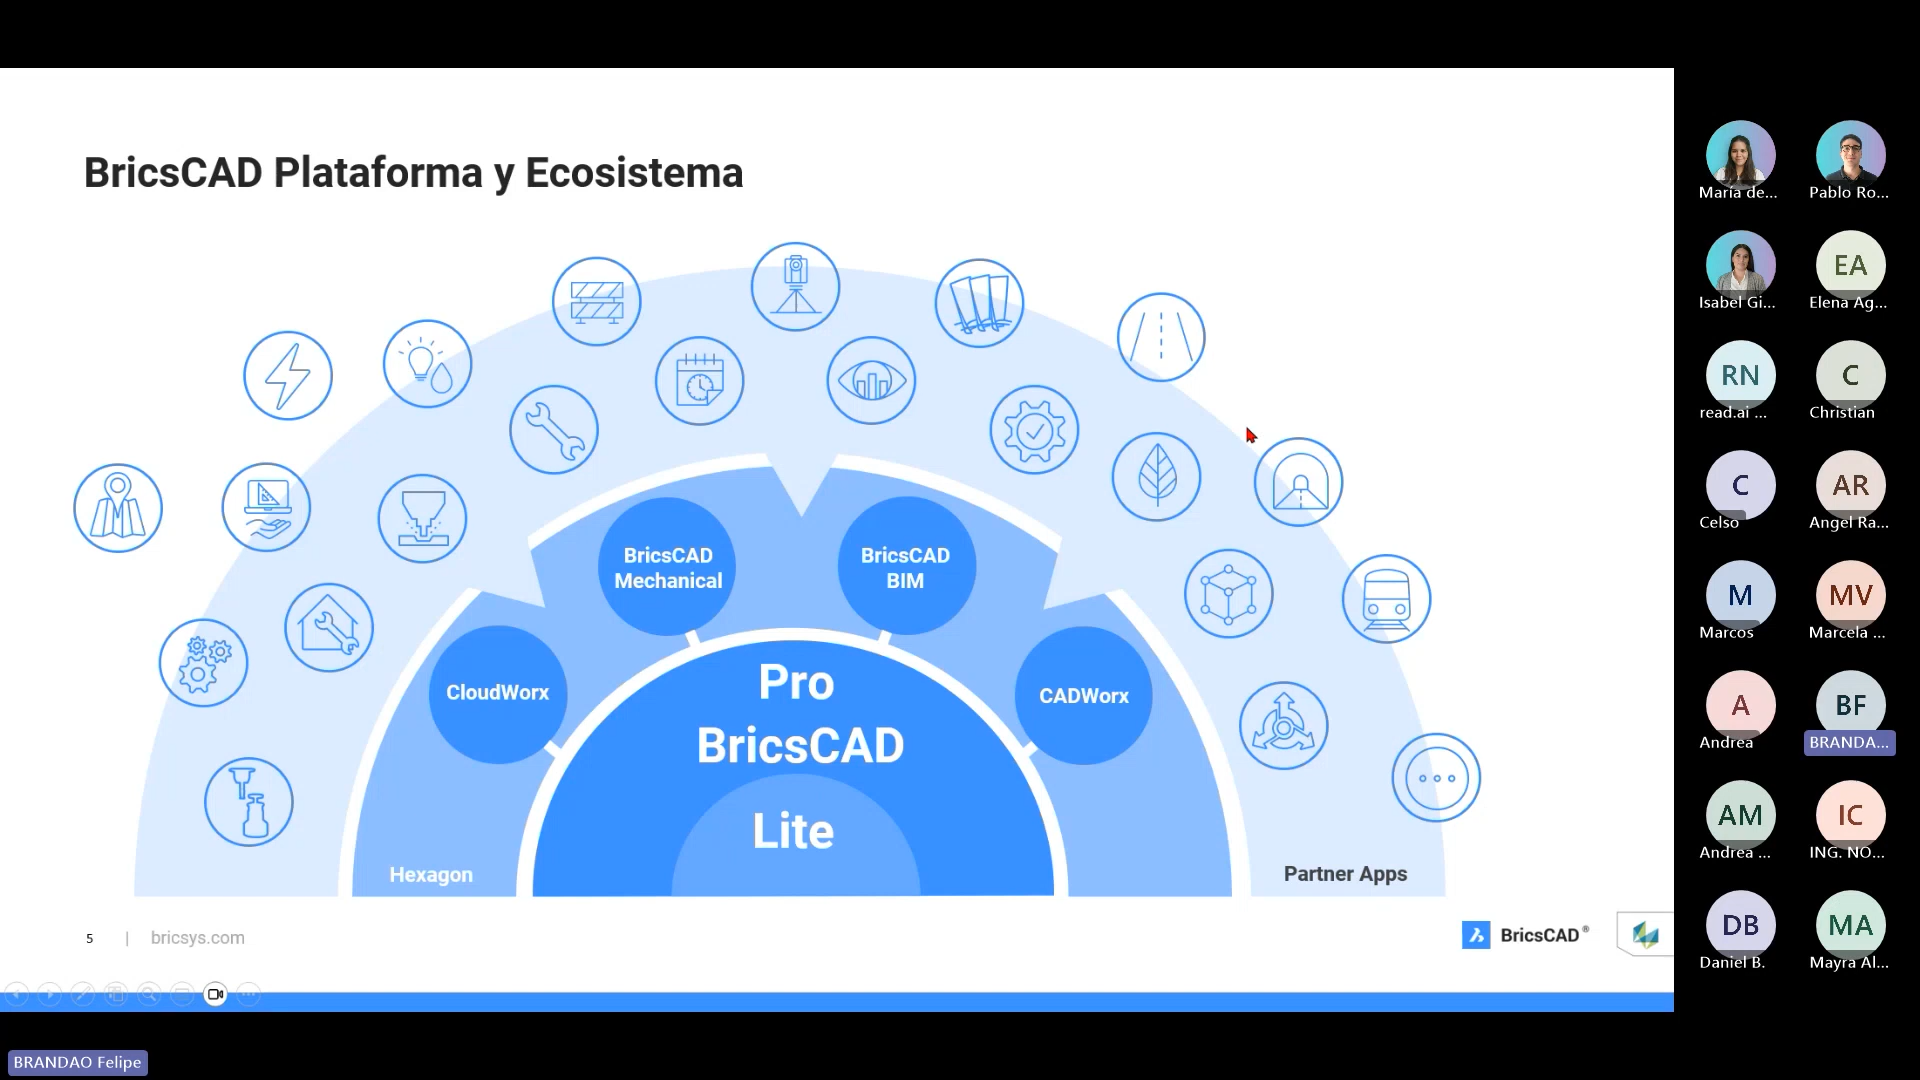 BricsCAD Plataforma y Ecosistema
BricsCAD
Mechanical
BricsCAD
BIM
CloudWorx
CADWorx
Pro
BricsCAD
Lite
Hexagon
Partner Apps
5 | bricsys.com
BricsCAD®
María de...
Pablo Ro...
Isabel Gi...
EA
Elena Ag...
RN
read.ai ...
C
Christian
C
Celso
AR
Angel Ra...
M
Marcos
MV
Marcela ...
A
Andrea
BF
BRANDA...
AM
Andrea ...
IC
ING. NO...
DB
Daniel B.
MA
Mayra Al...
BRANDAO Felipe